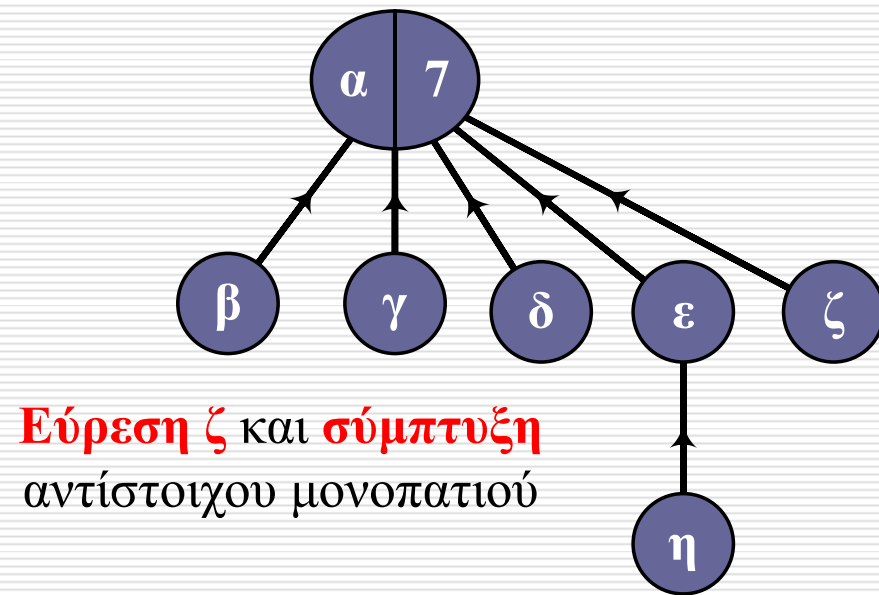 α 7
β γ δ ε ζ
Εύρεση ζ και σύμπτυξη
αντίστοιχου μονοπατιού
η